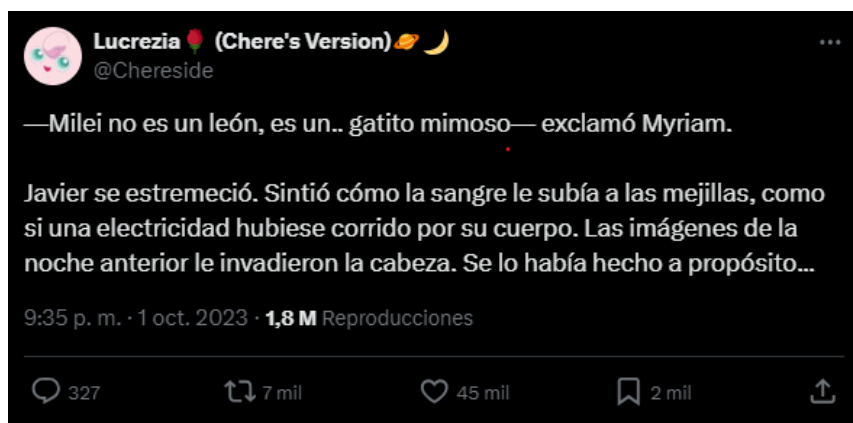 Lucrezia🌹 (Chere's Version)🪐🌙
@Chereside
—Milei no es un león, es un.. gatito mimoso— exclamó Myriam.
Javier se estremeció. Sintió cómo la sangre le subía a las mejillas, como
si una electricidad hubiese corrido por su cuerpo. Las imágenes de la
noche anterior le invadieron la cabeza. Se lo había hecho a propósito...
9:35 p. m. · 1 oct. 2023 · 1,8 M Reproducciones
327 7 mil 45 mil 2 mil